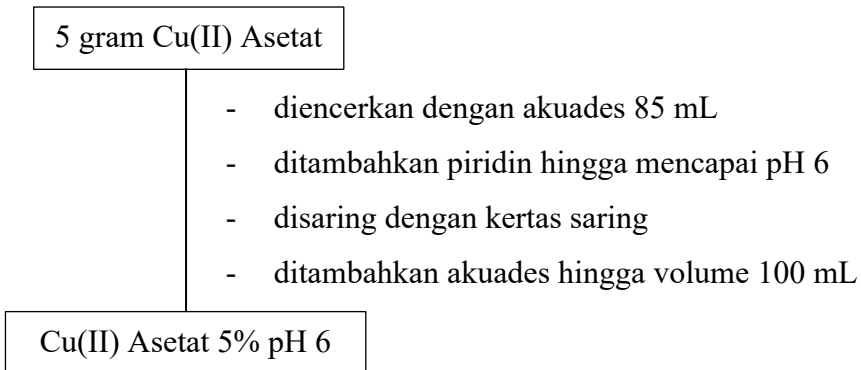 5 gram Cu(II) Asetat
- diencerkan dengan akuades 85 mL
- ditambahkan piridin hingga mencapai pH 6
- disaring dengan kertas saring
- ditambahkan akuades hingga volume 100 mL
Cu(II) Asetat 5% pH 6